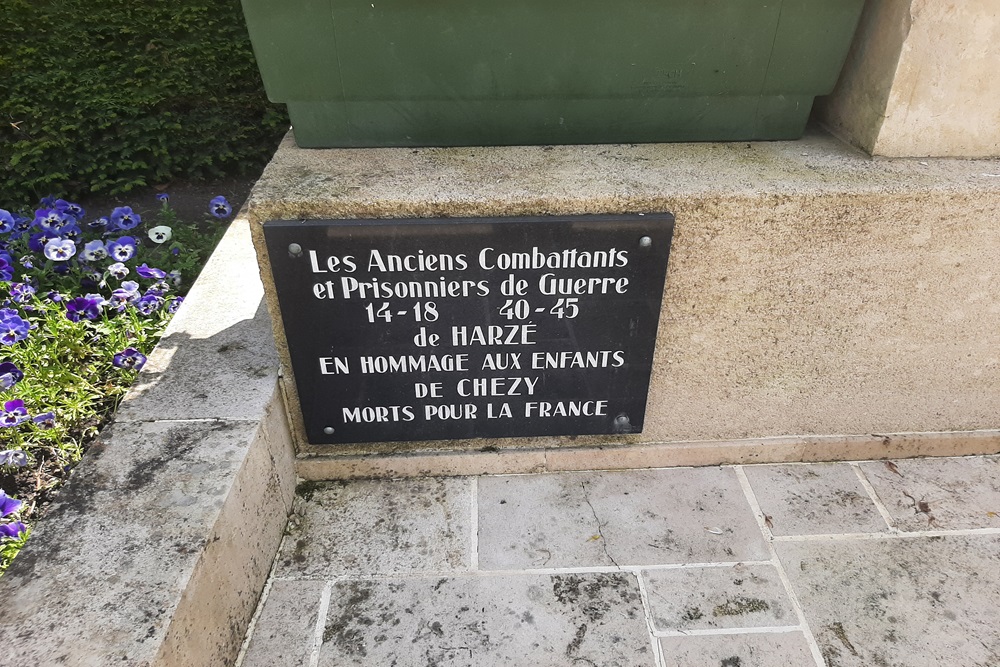 Les Anciens Combattants
et Prisonniers de Guerre
14-18 40-45
de HARZÉ
EN HOMMAGE AUX ENFANTS
DE CHEZY
MORTS POUR LA FRANCE